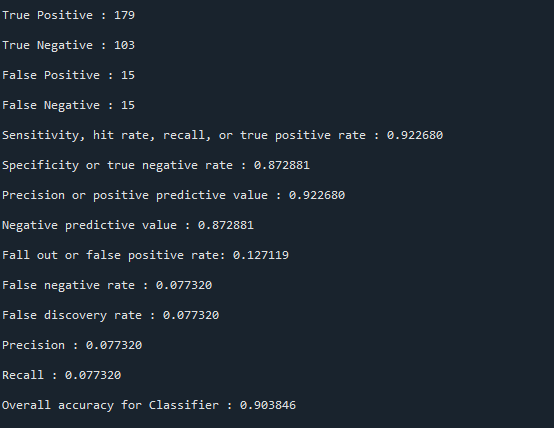 True Positive : 179
True Negative : 103
False Positive : 15
False Negative : 15
Sensitivity, hit rate, recall, or true positive rate : 0.922680
Specificity or true negative rate : 0.872881
Precision or positive predictive value : 0.922680
Negative predictive value : 0.872881
Fall out or false positive rate: 0.127119
False negative rate : 0.077320
False discovery rate : 0.077320
Precision : 0.077320
Recall : 0.077320
Overall accuracy for Classifier : 0.903846